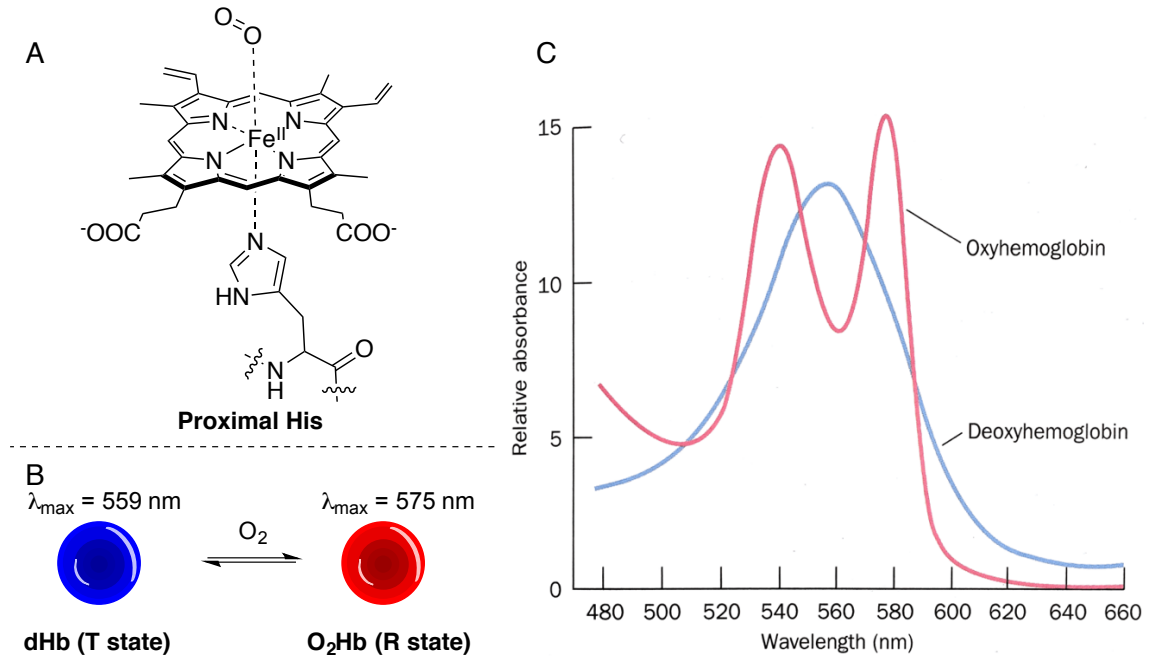 A
O
O
N
N
Fe^II
N
N
-OOC
COO-
N
HN
N
H
O
Proximal His
B
λmax = 559 nm
λmax = 575 nm
O2
dHb (T state)
O2Hb (R state)
C
Relative absorbance
15
10
5
0
Oxyhemoglobin
Deoxyhemoglobin
480 500 520 540 560 580 600 620 640 660
Wavelength (nm)